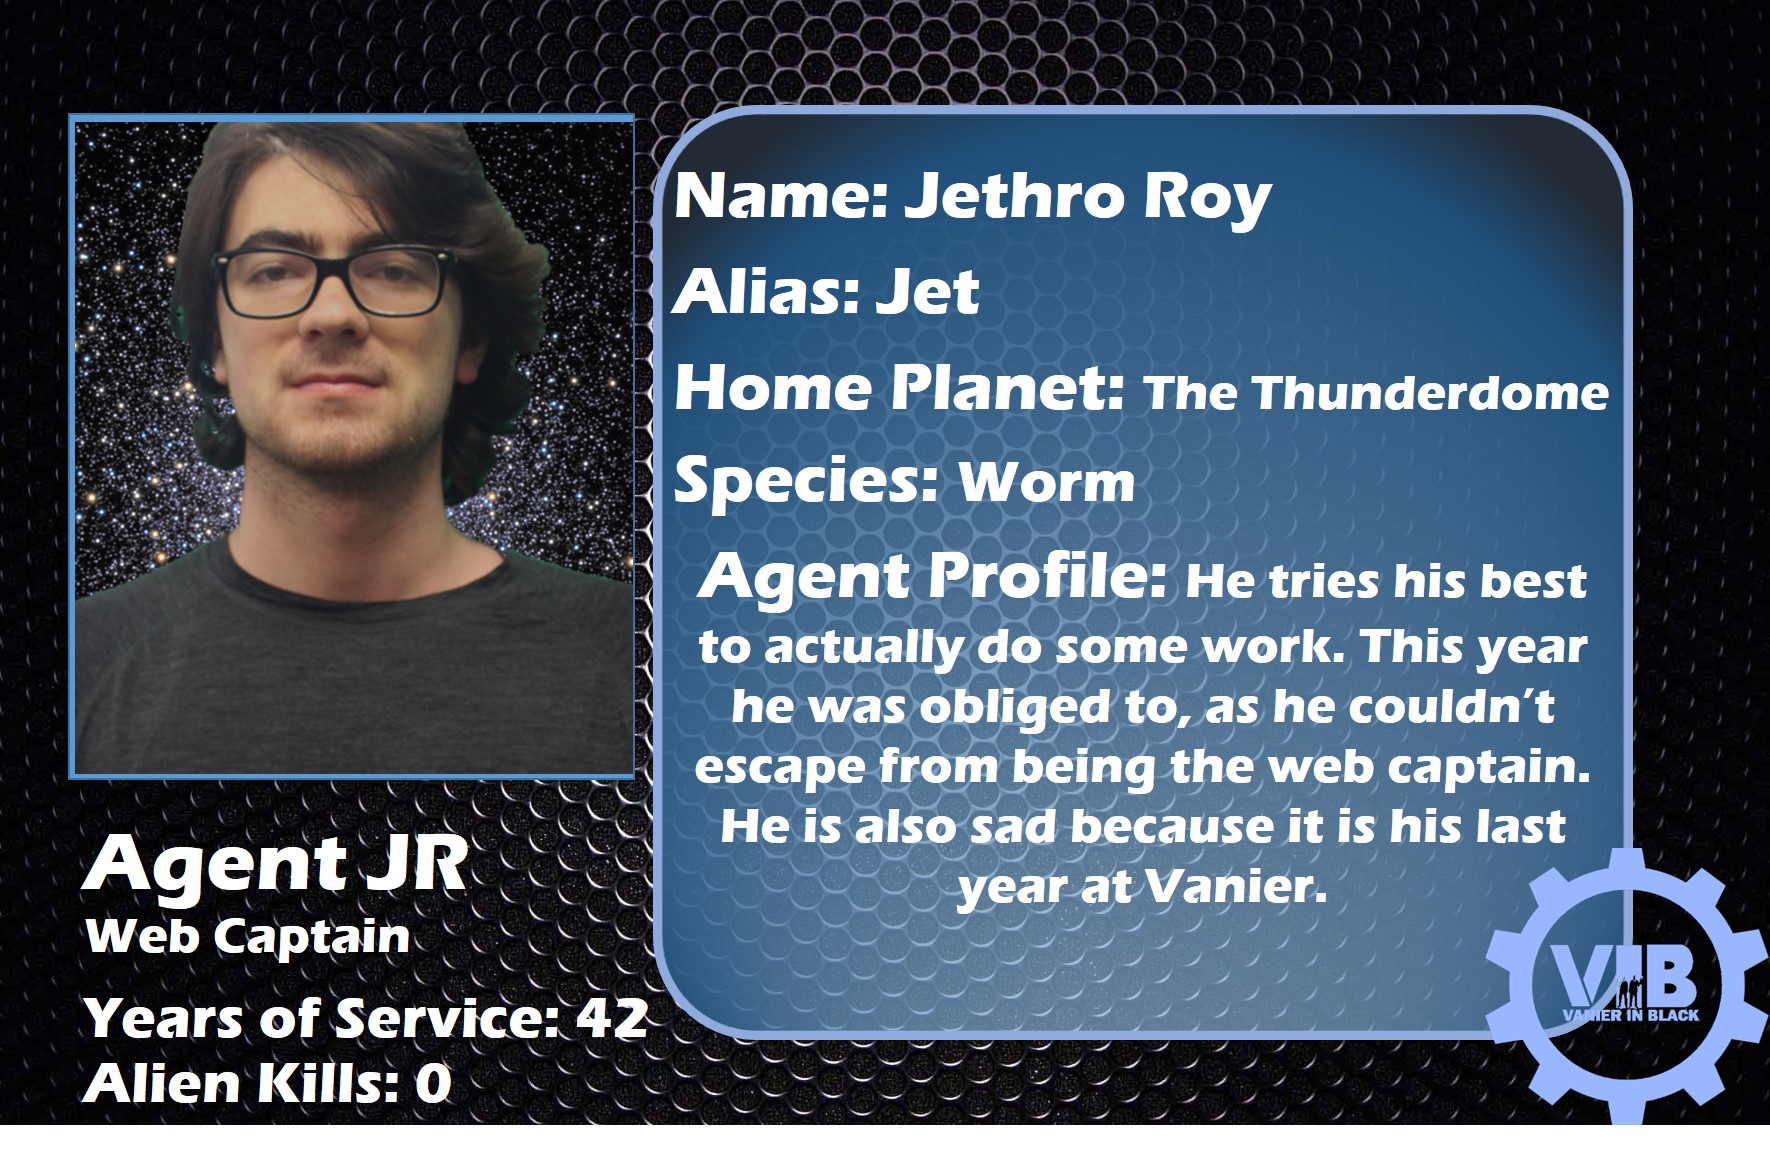 Name: Jethro Roy
Alias: Jet
Home Planet: The Thunderdome
Species: Worm
Agent Profile: He tries his best
to actually do some work. This year
he was obliged to, as he couldn't
escape from being the web captain.
He is also sad because it is his last
year at Vanier.
Agent JR
Web Captain
Years of Service: 42
Alien Kills: 0
VIB
VANIER IN BLACK